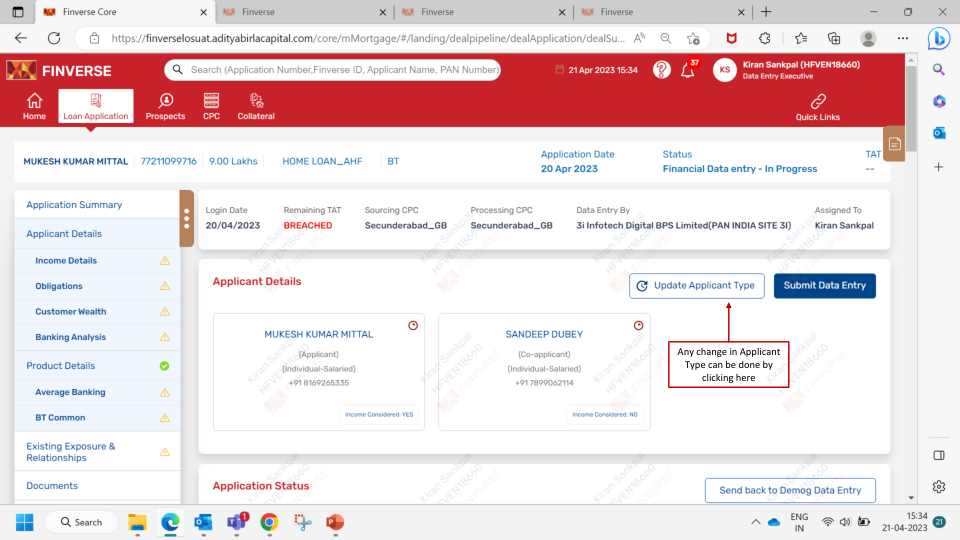 Finverse Core
Finverse
Finverse
Finverse
https://finverselosuat.adityabirlacapital.com/core/mMortgage/#/landing/dealpipeline/dealApplication/dealSu...
FINVERSE
Search (Application Number,Finverse ID, Applicant Name, PAN Number)
21 Apr 2023 15:34
37
KS
Kiran Sankpal (HFVEN18660)
Data Entry Executive
Home
Loan Application
Prospects
CPC
Collateral
Quick Links
MUKESH KUMAR MITTAL
77211099716
9.00 Lakhs
HOME LOAN_AHF
BT
Application Date
20 Apr 2023
Status
Financial Data entry - In Progress
TAT
--
Application Summary
Applicant Details
Income Details
Obligations
Customer Wealth
Banking Analysis
Product Details
Average Banking
BT Common
Existing Exposure &
Relationships
Documents
Login Date
20/04/2023
Remaining TAT
BREACHED
Sourcing CPC
Secunderabad_GB
Processing CPC
Secunderabad_GB
Data Entry By
3i Infotech Digital BPS Limited(PAN INDIA SITE 3I)
Assigned To
Kiran Sankpal
Applicant Details
Update Applicant Type
Submit Data Entry
MUKESH KUMAR MITTAL
(Applicant)
(Individual-Salaried)
+91 8169265335
Income Considered: YES
SANDEEP DUBEY
(Co-applicant)
(Individual-Salaried)
+91 7899062114
Income Considered: NO
Any change in Applicant
Type can be done by
clicking here
Application Status
Send back to Demog Data Entry
Kiran Sankpal
HFVEN18660
FINVERSE
Search
ENG
IN
15:34
21-04-2023
21
1